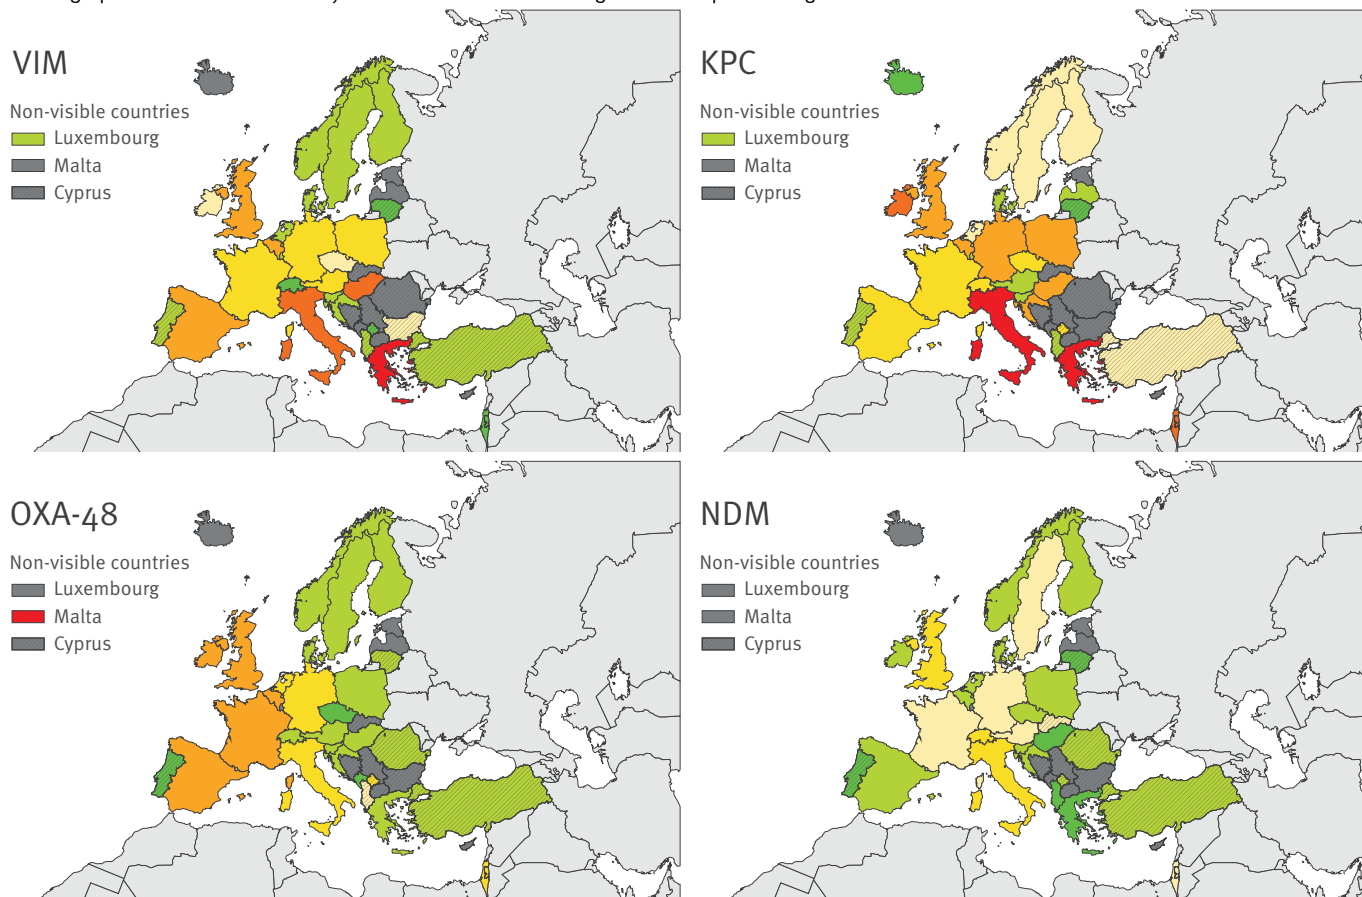 VIM
Non-visible countries
Luxembourg
Malta
Cyprus
KPC
Non-visible countries
Luxembourg
Malta
Cyprus
OXA-48
Non-visible countries
Luxembourg
Malta
Cyprus
NDM
Non-visible countries
Luxembourg
Malta
Cyprus